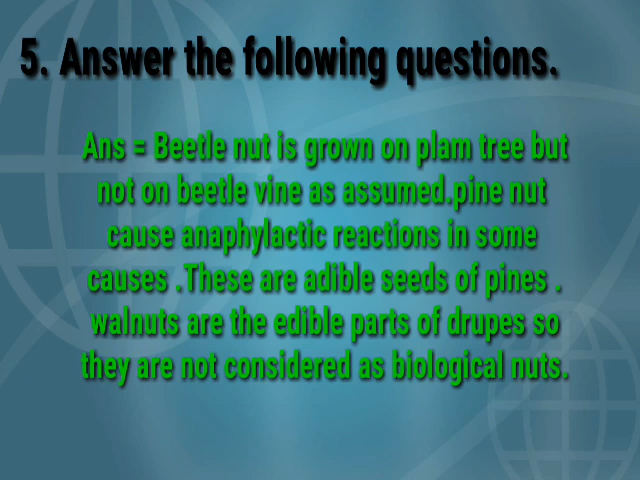 5. Answer the following questions.
Ans = Beetle nut is grown on plam tree but
not on beetle vine as assumed.pine nut
cause anaphylactic reactions in some
causes .These are adible seeds of pines .
walnuts are the edible parts of drupes so
they are not considered as biological nuts.